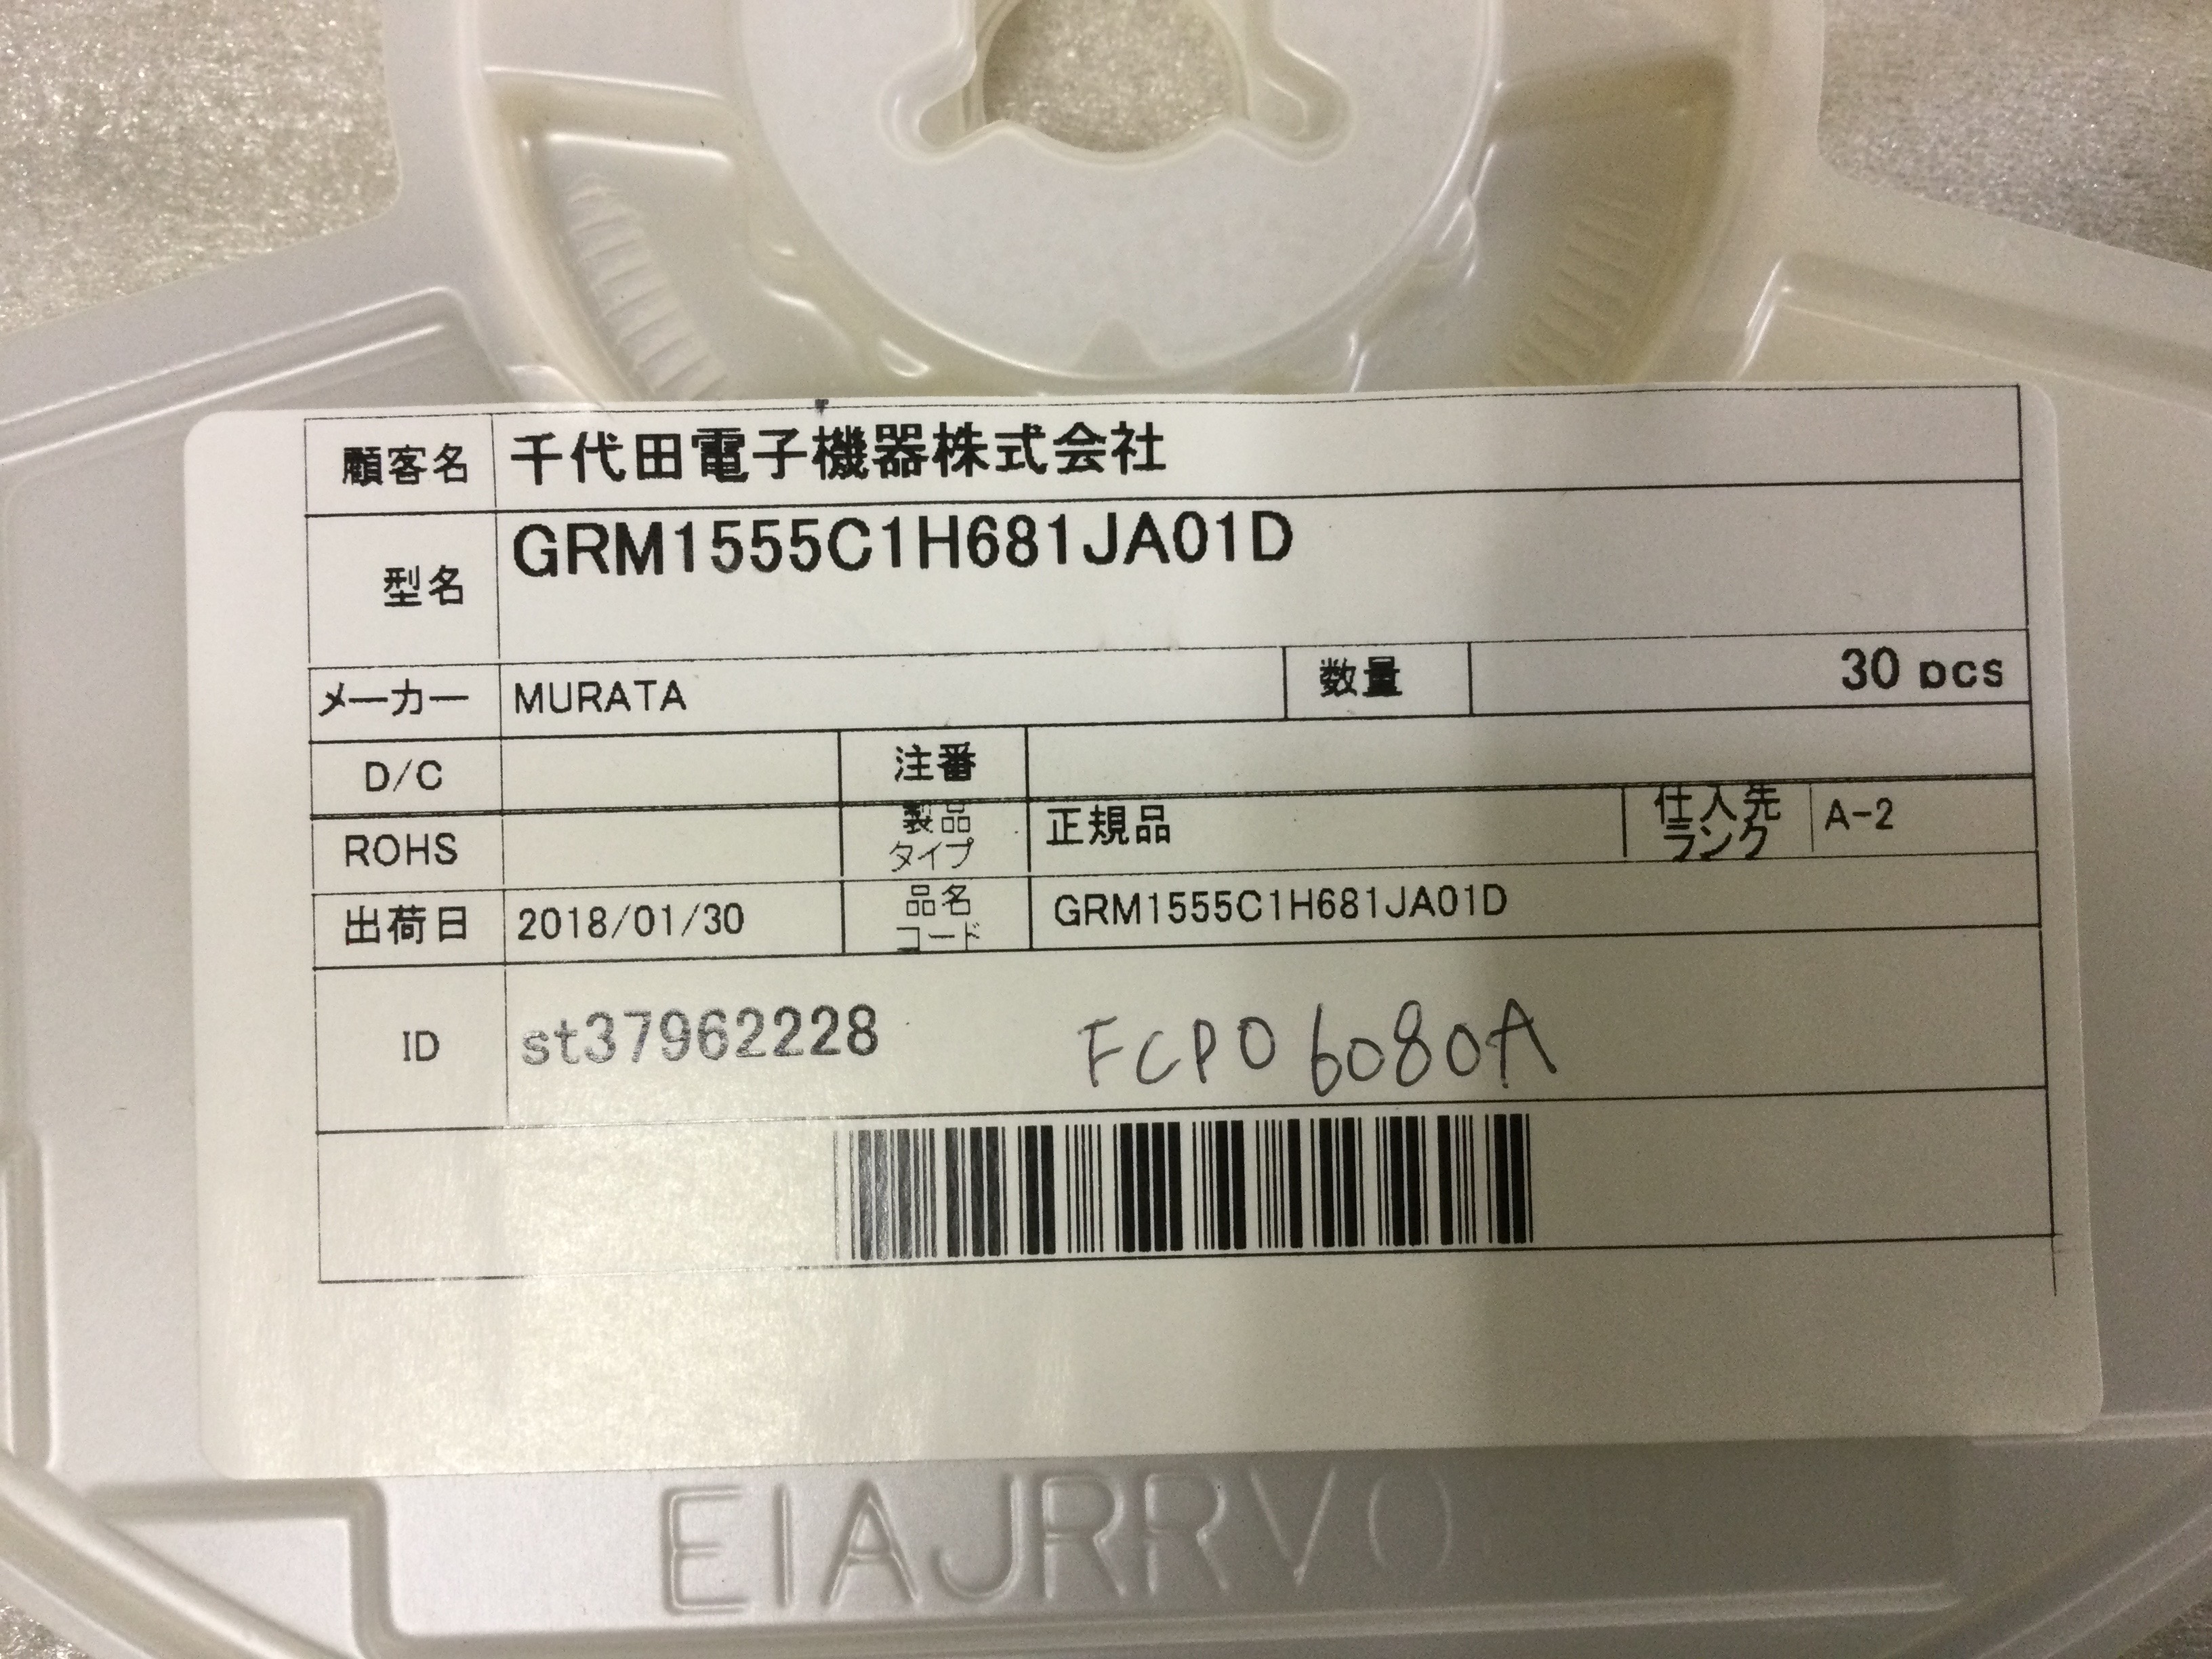 顧客名 千代田電子機器株式会社
型名 GRM1555C1H681JA01D
メーカー MURATA 数量 30 pcs
D/C 注番
ROHS 製品タイプ 正規品 仕入先ランク A-2
出荷日 2018/01/30 品名コード GRM1555C1H681JA01D
ID st37962228 FCP06080A
EIAJRRV0